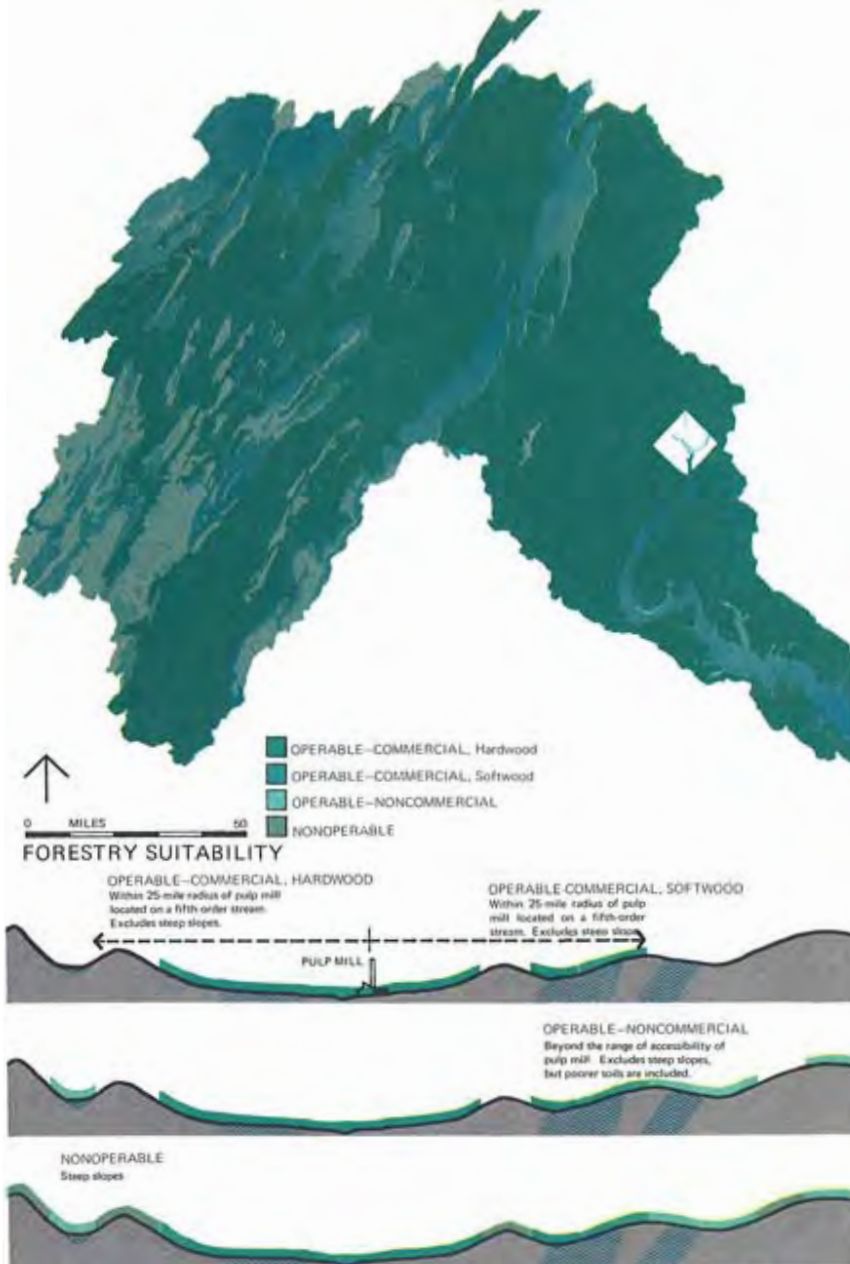 OPERABLE–COMMERCIAL, Hardwood
OPERABLE–COMMERCIAL, Softwood
OPERABLE–NONCOMMERCIAL
NONOPERABLE
0 MILES 50
FORESTRY SUITABILITY
OPERABLE–COMMERCIAL, HARDWOOD
Within 25-mile radius of pulp mill
located on a fifth-order stream.
Excludes steep slopes.
OPERABLE-COMMERCIAL, SOFTWOOD
Within 25-mile radius of pulp
mill located on a fifth-order
stream. Excludes steep slope
PULP MILL
OPERABLE–NONCOMMERCIAL
Beyond the range of accessibility of
pulp mill. Excludes steep slopes,
but poorer soils are included.
NONOPERABLE
Steep slopes